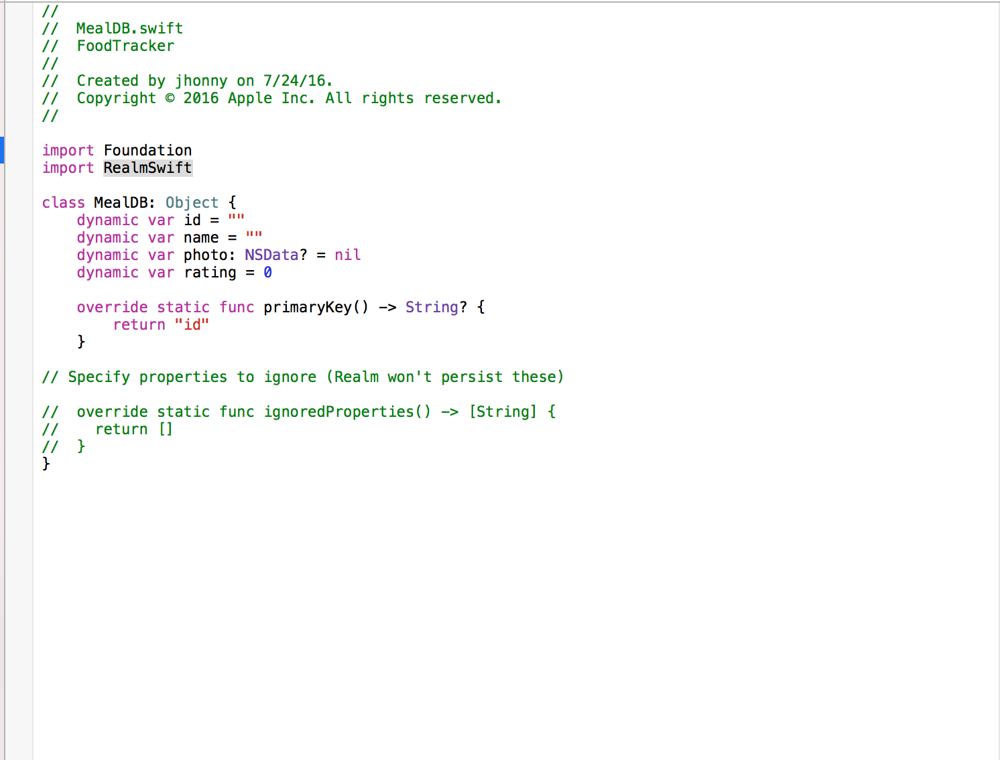 //
//  MealDB.swift
//  FoodTracker
//
//  Created by jhonny on 7/24/16.
//  Copyright © 2016 Apple Inc. All rights reserved.
//
import Foundation
import RealmSwift
class MealDB: Object {
    dynamic var id = ""
    dynamic var name = ""
    dynamic var photo: NSData? = nil
    dynamic var rating = 0
    override static func primaryKey() -> String? {
        return "id"
    }
// Specify properties to ignore (Realm won't persist these)
//  override static func ignoredProperties() -> [String] {
//    return []
//  }
}